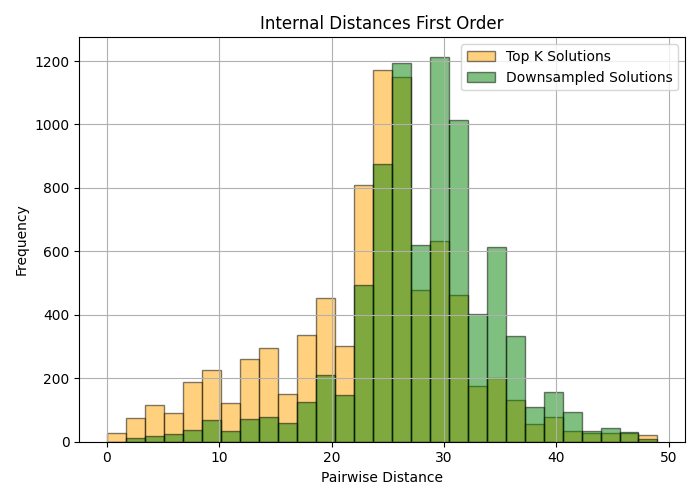 Internal Distances First Order
Top K Solutions
Downsampled Solutions
Frequency
1200
1000
800
600
400
200
0
0 10 20 30 40 50
Pairwise Distance